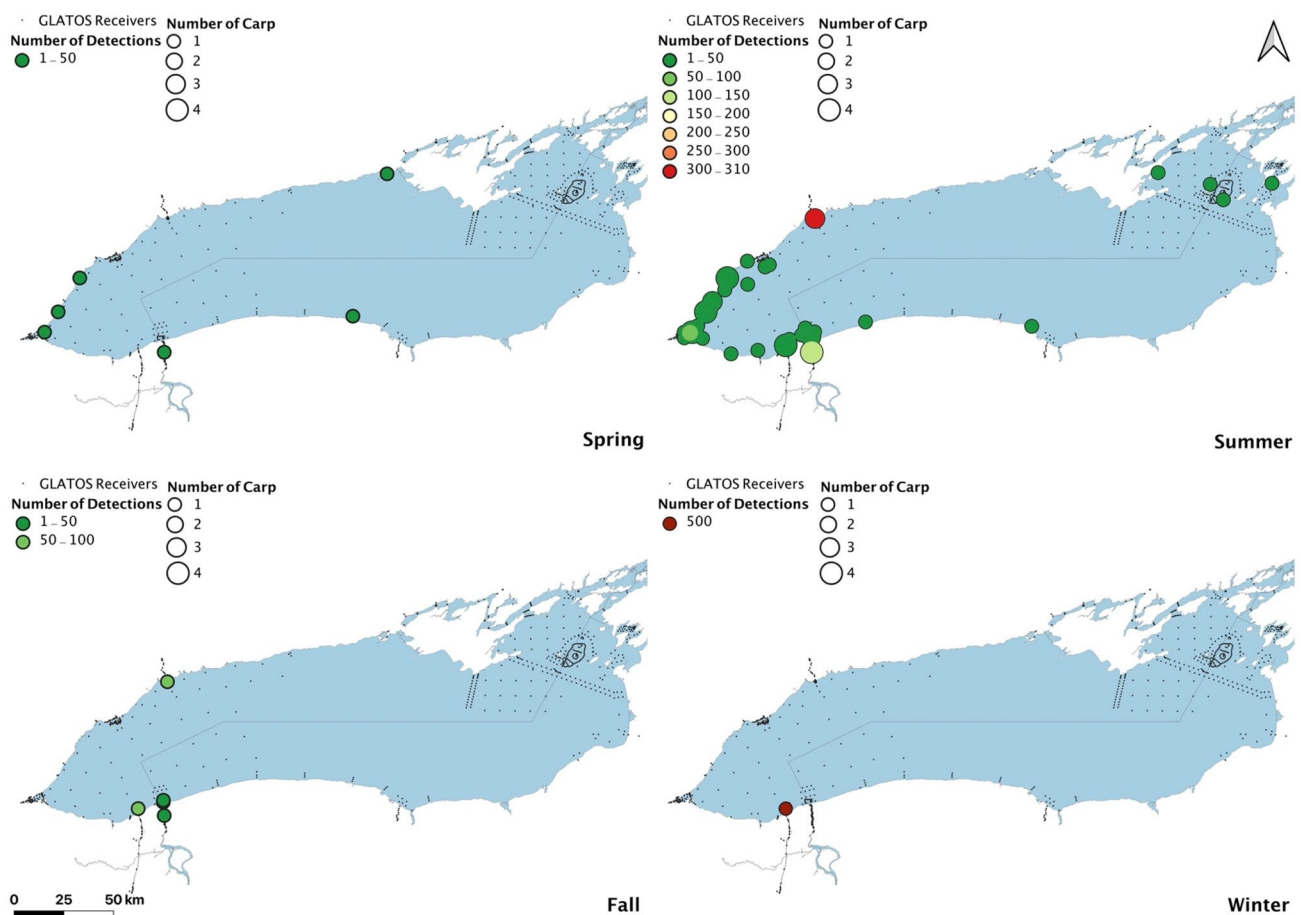 GLATOS Receivers Number of Carp
Number of Detections 1
1 – 50 2
3
4
Spring
GLATOS Receivers Number of Carp
Number of Detections 1
1 – 50 2
50 – 100 3
100 – 150 4
150 – 200
200 – 250
250 – 300
300 – 310
Summer
GLATOS Receivers Number of Carp
Number of Detections 1
1 – 50 2
50 – 100 3
4
0 25 50 km
Fall
GLATOS Receivers Number of Carp
Number of Detections 1
500 2
3
4
Winter